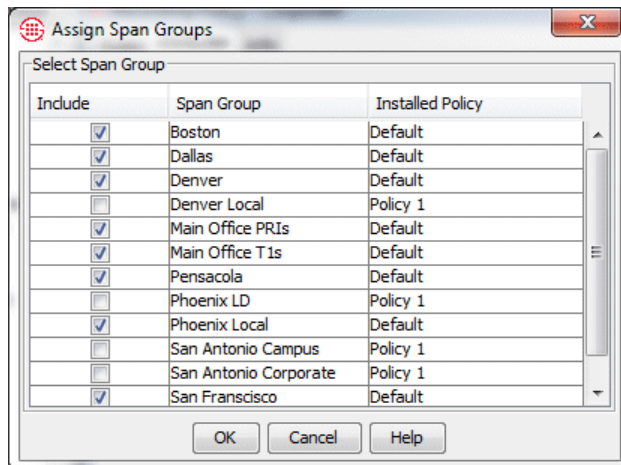 Assign Span Groups
Select Span Group
Include Span Group Installed Policy
Boston Default
Dallas Default
Denver Default
Denver Local Policy 1
Main Office PRIs Default
Main Office T1s Default
Pensacola Default
Phoenix LD Policy 1
Phoenix Local Default
San Antonio Campus Policy 1
San Antonio Corporate Policy 1
San Franscisco Default
OK Cancel Help